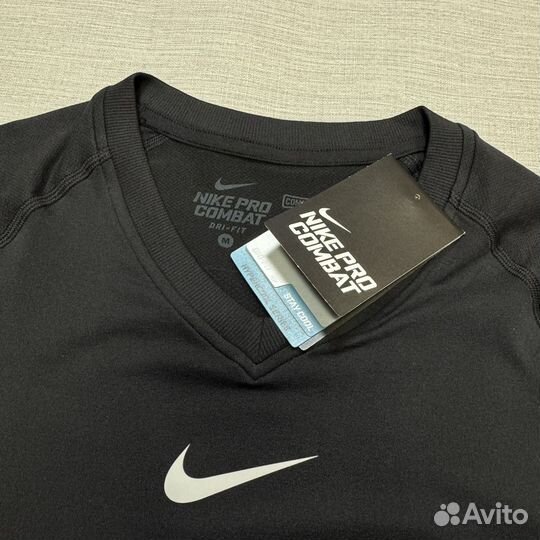 NIKE PRO
COMBAT
DRI-FIT
M
NIKE PRO
COMBAT
STAY COOL
Avito